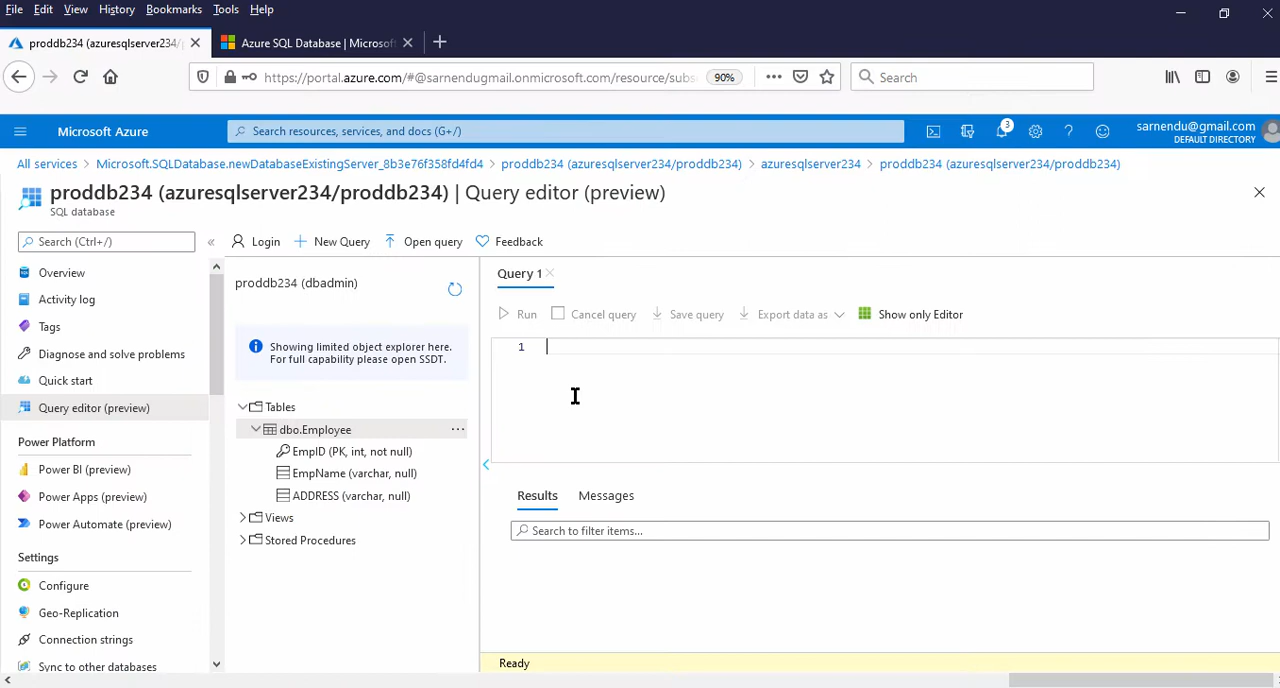 File Edit View History Bookmarks Tools Help
proddb234 (azuresqlserver234/p
Azure SQL Database | Microsof
https://portal.azure.com/#@sarnendugmail.onmicrosoft.com/resource/subs
90%
Search
Microsoft Azure
Search resources, services, and docs (G+/)
3
sarnendu@gmail.com
DEFAULT DIRECTORY
All services > Microsoft.SQLDatabase.newDatabaseExistingServer_8b3e76f358fd4fd4 > proddb234 (azuresqlserver234/proddb234) > azuresqlserver234 > proddb234 (azuresqlserver234/proddb234)
proddb234 (azuresqlserver234/proddb234) | Query editor (preview)
SQL database
Search (Ctrl+/)
«
Login
New Query
Open query
Feedback
Overview
Activity log
Tags
Diagnose and solve problems
Quick start
Query editor (preview)
Power Platform
Power BI (preview)
Power Apps (preview)
Power Automate (preview)
Settings
Configure
Geo-Replication
Connection strings
Sync to other databases
proddb234 (dbadmin)
Showing limited object explorer here.
For full capability please open SSDT.
Tables
dbo.Employee
...
EmpID (PK, int, not null)
EmpName (varchar, null)
ADDRESS (varchar, null)
Views
Stored Procedures
Query 1
Run
Cancel query
Save query
Export data as
Show only Editor
1
Results
Messages
Search to filter items...
Ready